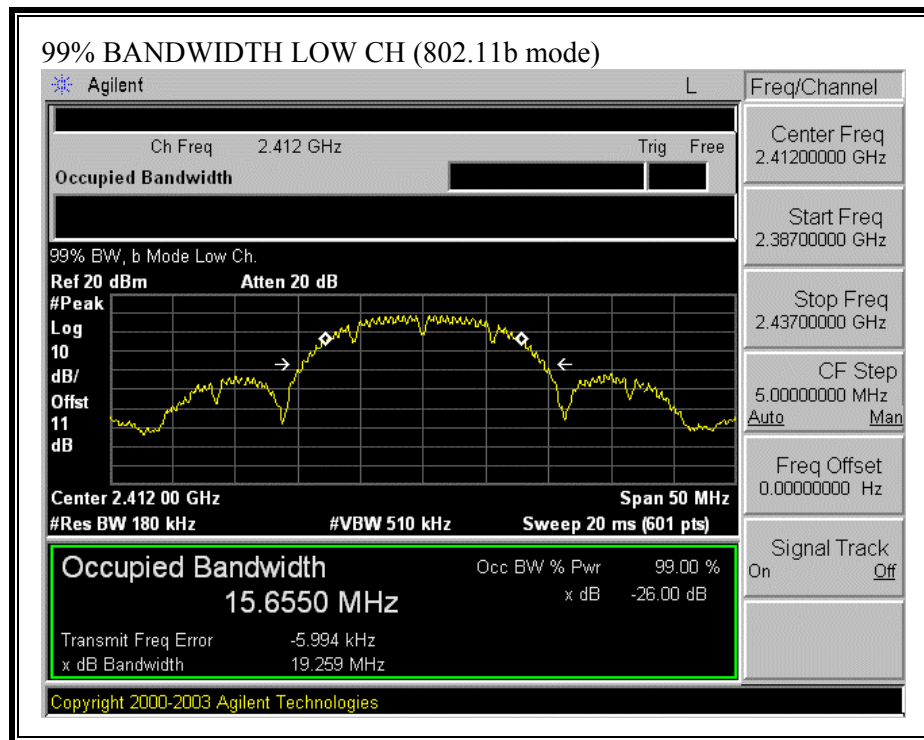 99% BANDWIDTH LOW CH (802.11b mode)
Agilent L
Freq/Channel
Ch Freq 2.412 GHz Trig Free
Occupied Bandwidth
Center Freq
2.41200000 GHz
Start Freq
2.38700000 GHz
Stop Freq
2.43700000 GHz
CF Step
5.00000000 MHz
Auto Man
Freq Offset
0.00000000 Hz
Signal Track
On Off
99% BW, b Mode Low Ch.
Ref 20 dBm Atten 20 dB
#Peak
Log
10
dB/
Offst
11
dB
Center 2.412 00 GHz Span 50 MHz
#Res BW 180 kHz #VBW 510 kHz Sweep 20 ms (601 pts)
Occupied Bandwidth
15.6550 MHz
Occ BW % Pwr 99.00 %
x dB -26.00 dB
Transmit Freq Error -5.994 kHz
x dB Bandwidth 19.259 MHz
Copyright 2000-2003 Agilent Technologies